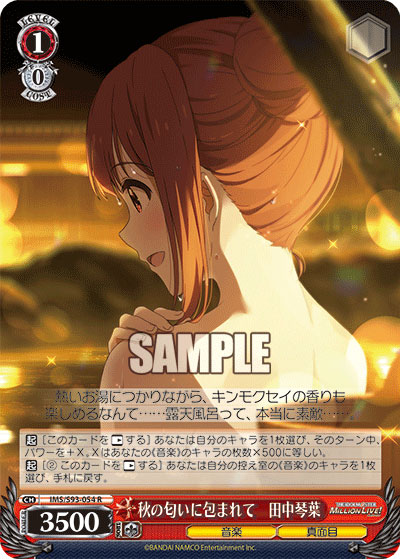 LEVEL
1
0
COST
SAMPLE
熱いお湯につかりながら、キンモクセイの香りも
楽しめるなんて……露天風呂って、本当に素敵……。
起［このカードを する］あなたは自分のキャラを1枚選び、そのターン中、
パワーを＋X。Xはあなたの《音楽》のキャラの枚数×500に等しい。
起［② このカードを する］あなたは自分の控え室の《音楽》のキャラを1枚
選び、手札に戻す。
CH IMS/S93-054 R
秋の匂いに包まれて 田中琴葉
THE IDOLM@STER
MILLION LIVE!
POWER
3500
音楽 真面目
©BANDAI NAMCO Entertainment Inc.